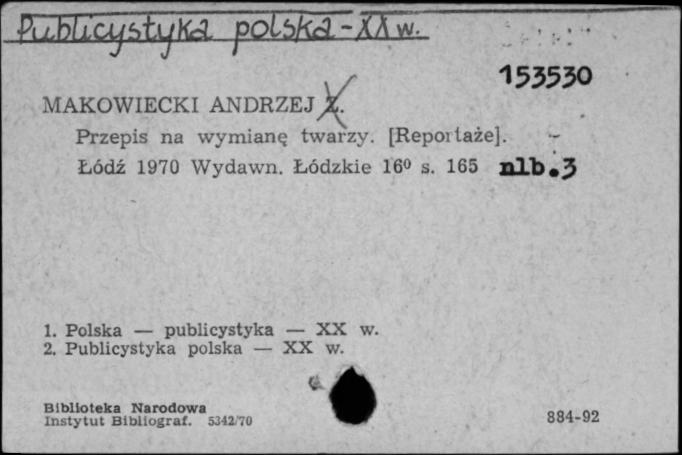 Publicystyka polska - XX w.
153530
MAKOWIECKI ANDRZEJ Z.
Przepis na wymianę twarzy. [Reportaże].
Łódź 1970 Wydawn. Łódzkie 16⁰ s. 165 nlb. 3
1. Polska — publicystyka — XX w.
2. Publicystyka polska — XX w.
Biblioteka Narodowa
Instytut Bibliograf. 5342/70
884-92